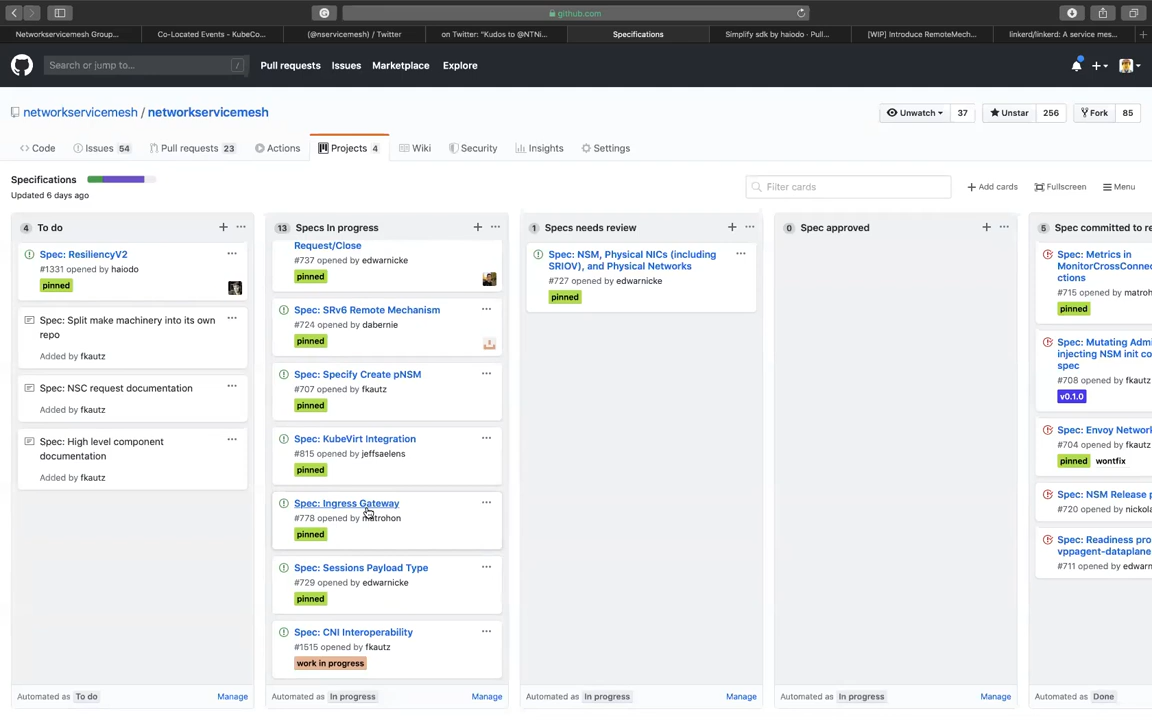 github.com
Networkservicemesh Group...
Co-Located Events - KubeCo...
(@nservicemesh) / Twitter
on Twitter: "Kudos to @NTNi...
Specifications
Simplify sdk by haiodo · Pull...
[WIP] Introduce RemoteMech...
linkerd/linkerd: A service mes...
Search or jump to...
/
Pull requests
Issues
Marketplace
Explore
networkservicemesh / networkservicemesh
Unwatch
37
Unstar
256
Fork
85
Code
Issues 54
Pull requests 23
Actions
Projects 4
Wiki
Security
Insights
Settings
Specifications
Updated 6 days ago
Filter cards
Add cards
Fullscreen
Menu
4 To do
Spec: ResiliencyV2
#1331 opened by haiodo
pinned
Spec: Split make machinery into its own
repo
Added by fkautz
Spec: NSC request documentation
Added by fkautz
Spec: High level component
documentation
Added by fkautz
Automated as To do
Manage
13 Specs In progress
Request/Close
#737 opened by edwarnicke
pinned
Spec: SRv6 Remote Mechanism
#724 opened by dabernie
pinned
Spec: Specify Create pNSM
#707 opened by fkautz
pinned
Spec: KubeVirt Integration
#815 opened by jeffsaelens
pinned
Spec: Ingress Gateway
#778 opened by matrohon
pinned
Spec: Sessions Payload Type
#729 opened by edwarnicke
pinned
Spec: CNI Interoperability
#1515 opened by fkautz
work in progress
Automated as In progress
Manage
1 Specs needs review
Spec: NSM, Physical NICs (including
SRIOV), and Physical Networks
#727 opened by edwarnicke
pinned
Automated as In progress
Manage
0 Spec approved
Automated as In progress
Manage
5 Spec committed to re
Spec: Metrics in
MonitorCrossConnec
ctions
#715 opened by matroh
pinned
Spec: Mutating Admi
injecting NSM init co
spec
#708 opened by fkautz
v0.1.0
Spec: Envoy Network
#704 opened by fkautz
pinned wontfix
Spec: NSM Release p
#720 opened by nickola
Spec: Readiness pro
vppagent-dataplane
#711 opened by edwarn
Automated as Done